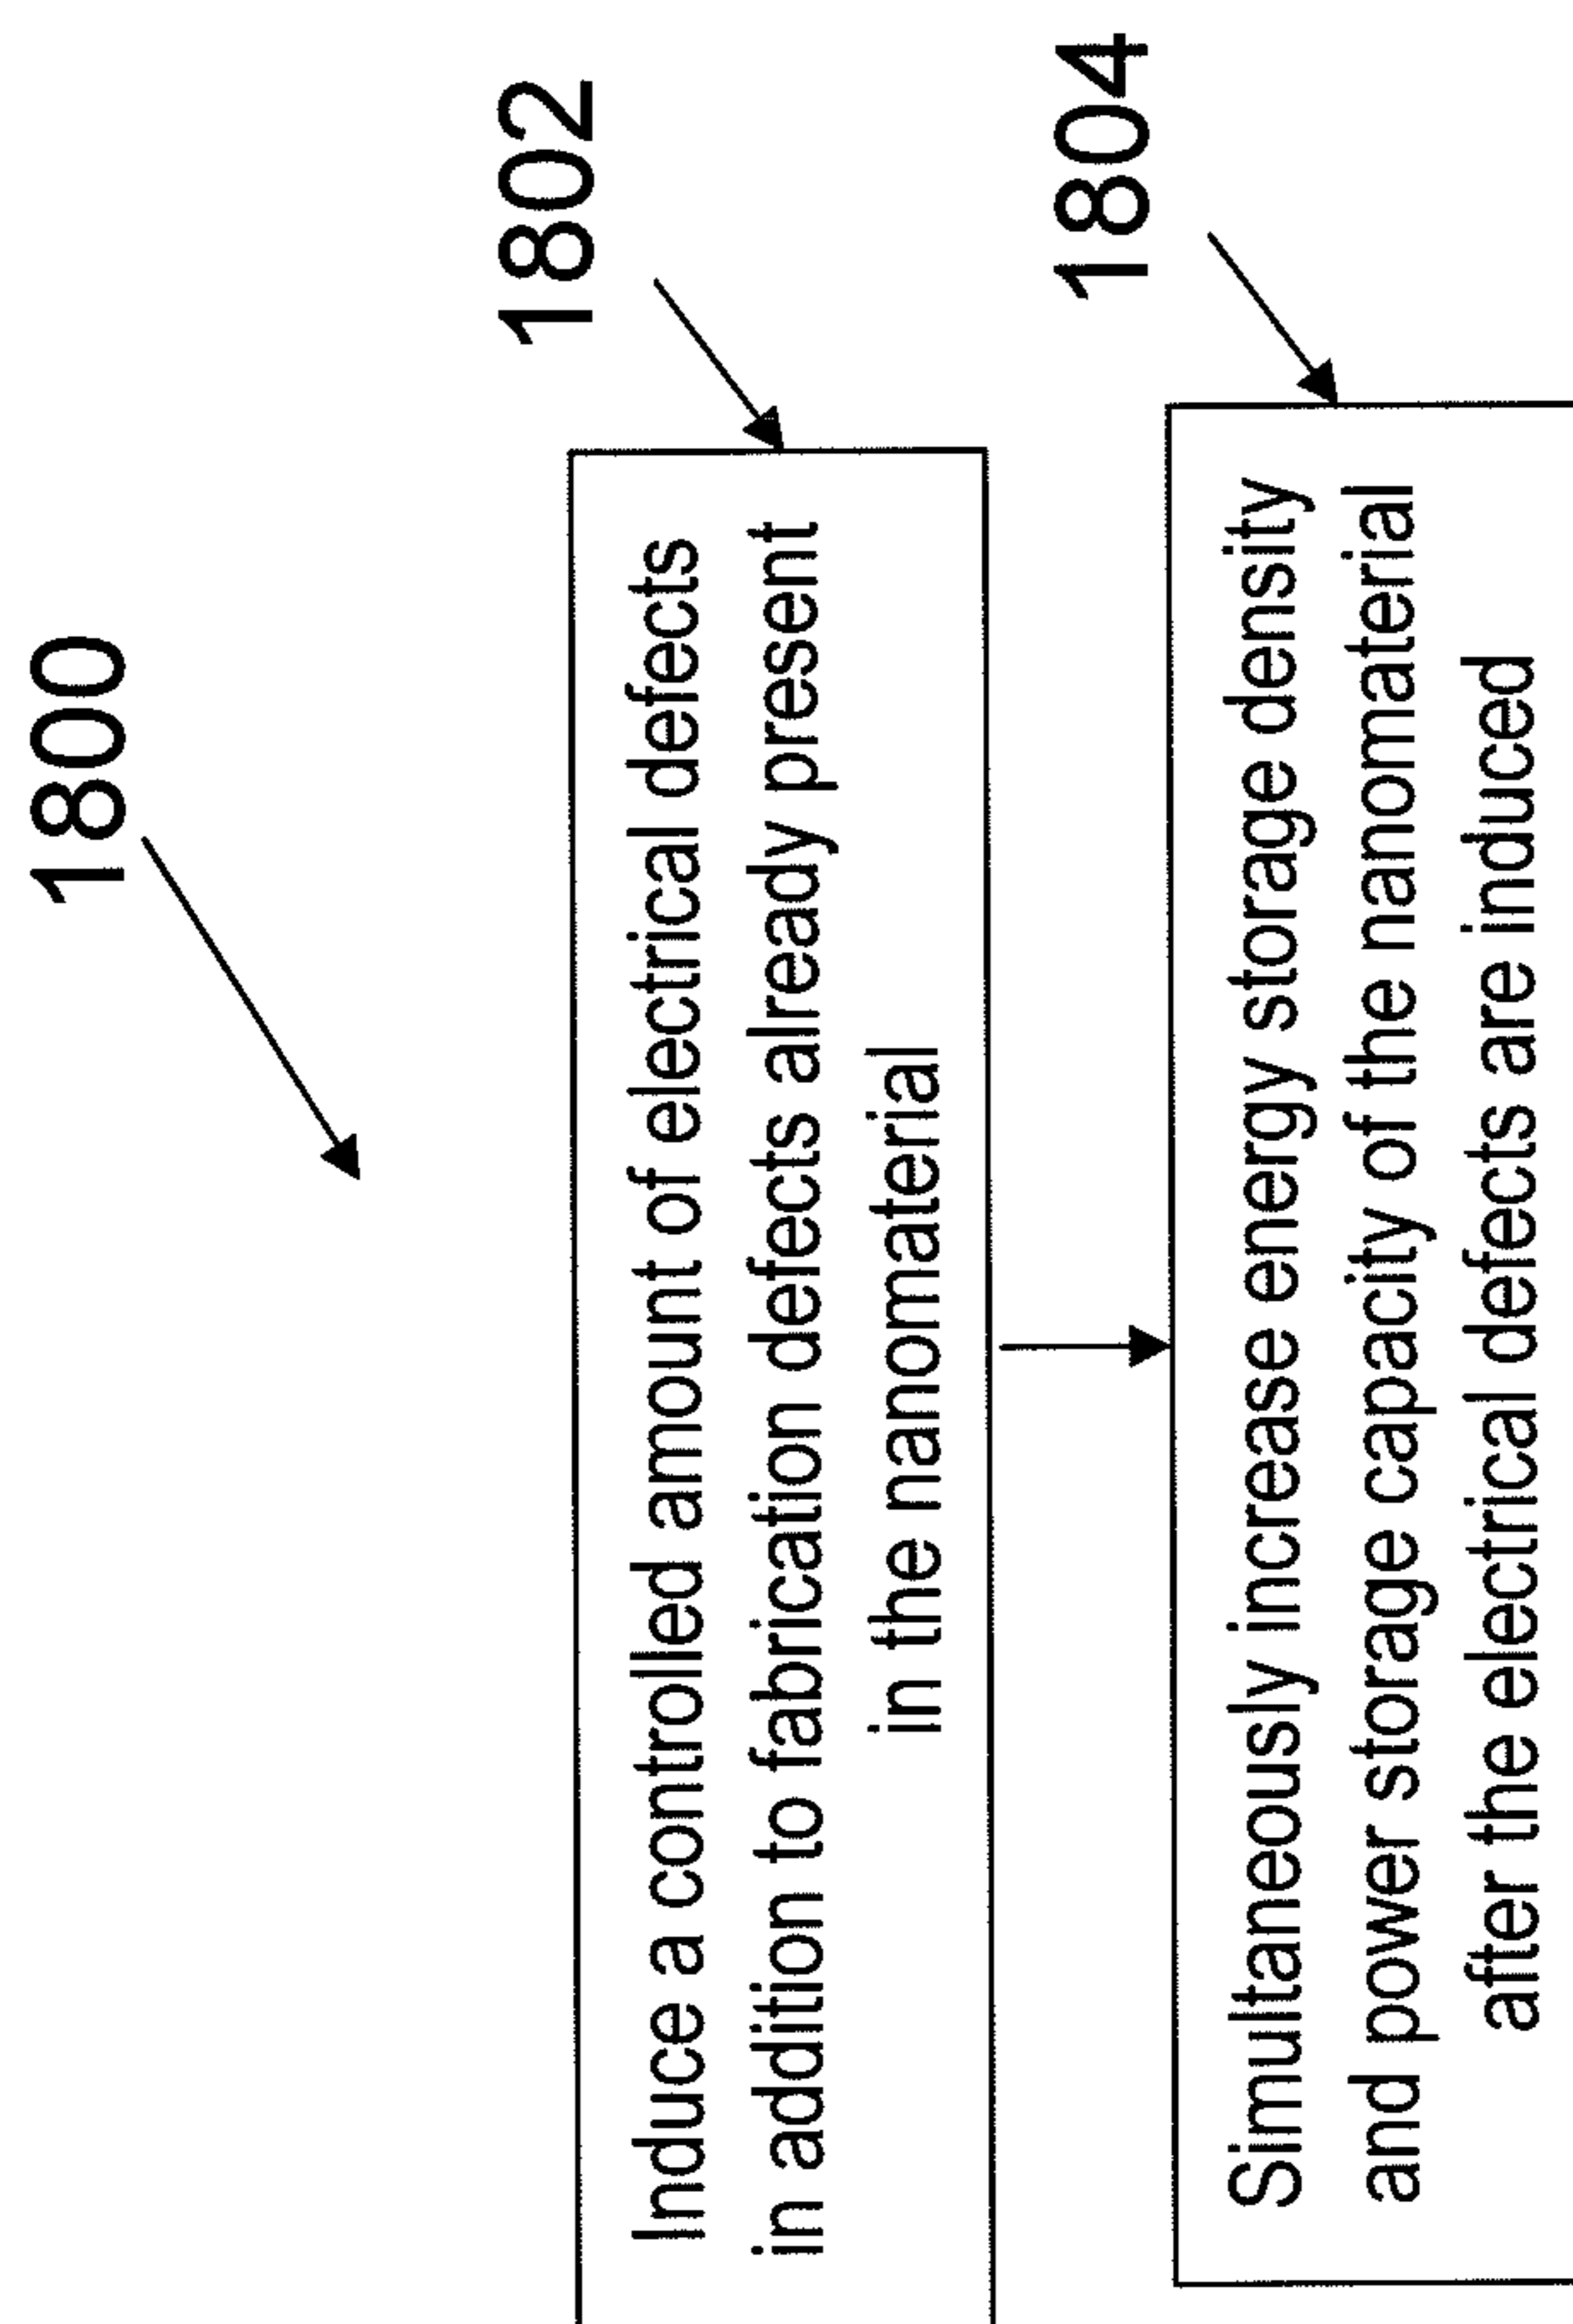 1800
1802
Induce a controlled amount of electrical defects
in addition to fabrication defects already present
in the nanomaterial
1804
Simultaneously increase energy storage density
and power storage capacity of the nanomaterial
after the electrical defects are induced